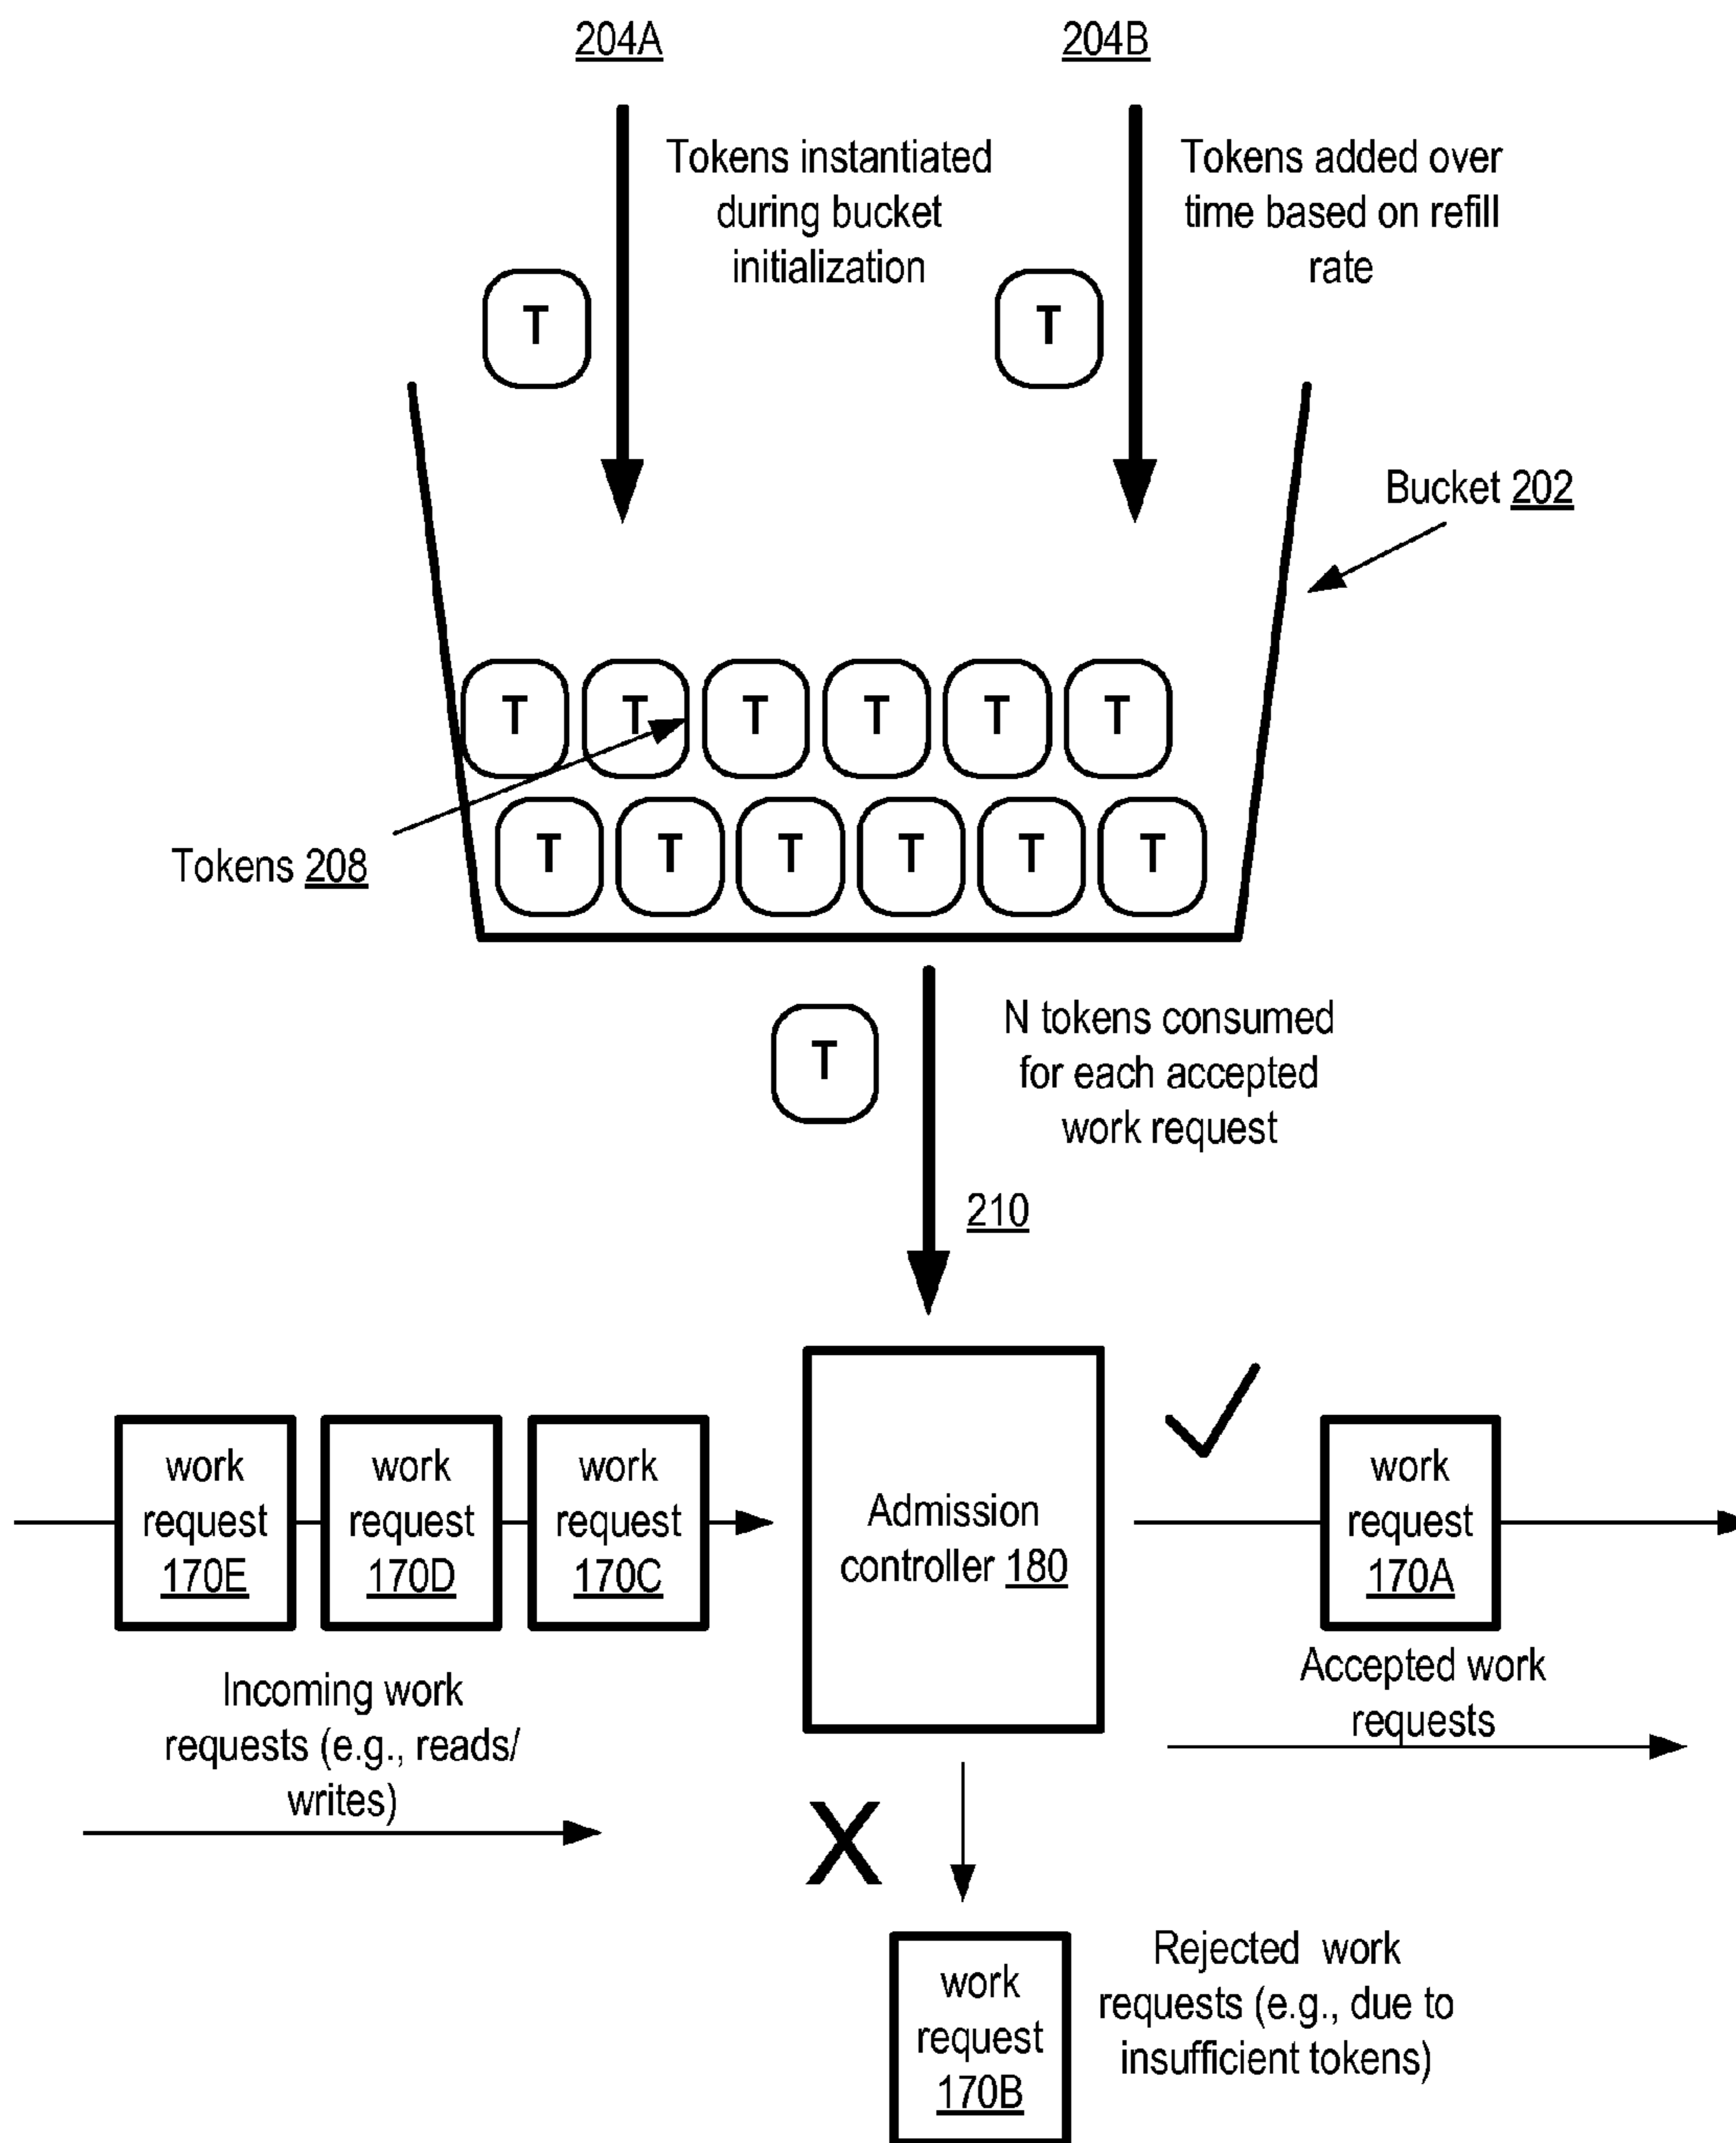 204A
204B
Tokens instantiated
during bucket
initialization
Tokens added over
time based on refill
rate
T
T
Bucket 202
T T T T T T
T T T T T T
Tokens 208
N tokens consumed
for each accepted
work request
T
210
work
request
170E
work
request
170D
work
request
170C
Admission
controller 180
work
request
170A
Incoming work
requests (e.g., reads/
writes)
Accepted work
requests
X
work
request
170B
Rejected work
requests (e.g., due to
insufficient tokens)